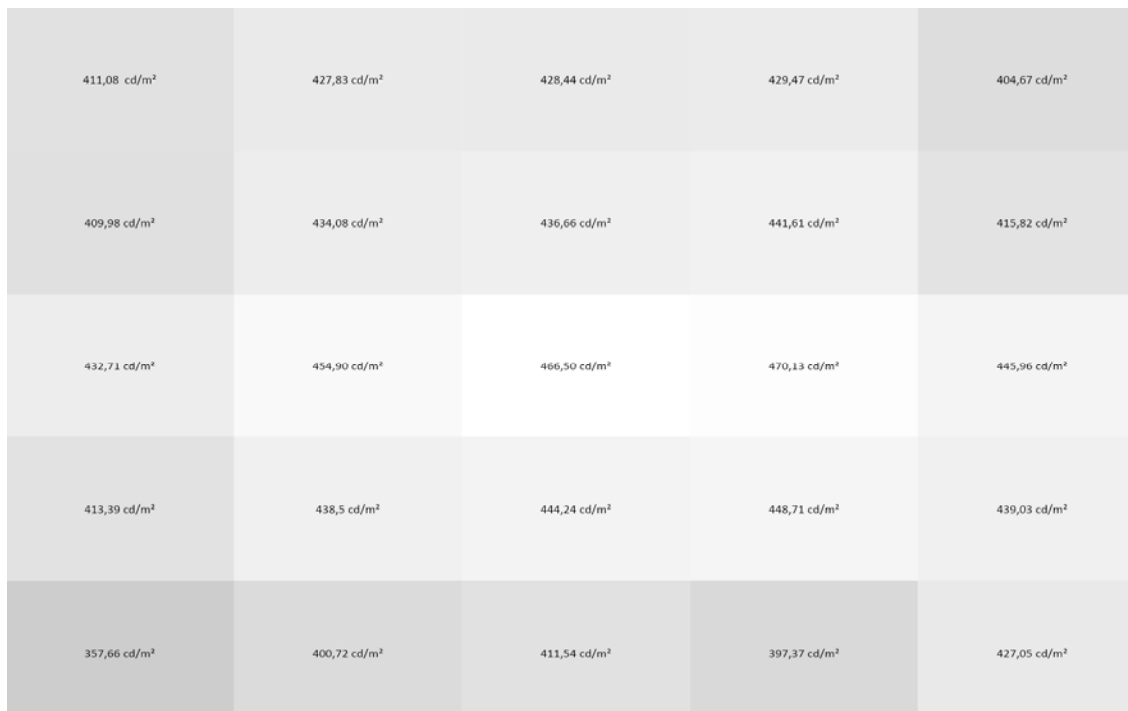 411,08 cd/m² 427,83 cd/m² 428,44 cd/m² 429,47 cd/m² 404,67 cd/m²
409,98 cd/m² 434,08 cd/m² 436,66 cd/m² 441,61 cd/m² 415,82 cd/m²
432,71 cd/m² 454,90 cd/m² 466,50 cd/m² 470,13 cd/m² 445,96 cd/m²
413,39 cd/m² 438,5 cd/m² 444,24 cd/m² 448,71 cd/m² 439,03 cd/m²
357,66 cd/m² 400,72 cd/m² 411,54 cd/m² 397,37 cd/m² 427,05 cd/m²